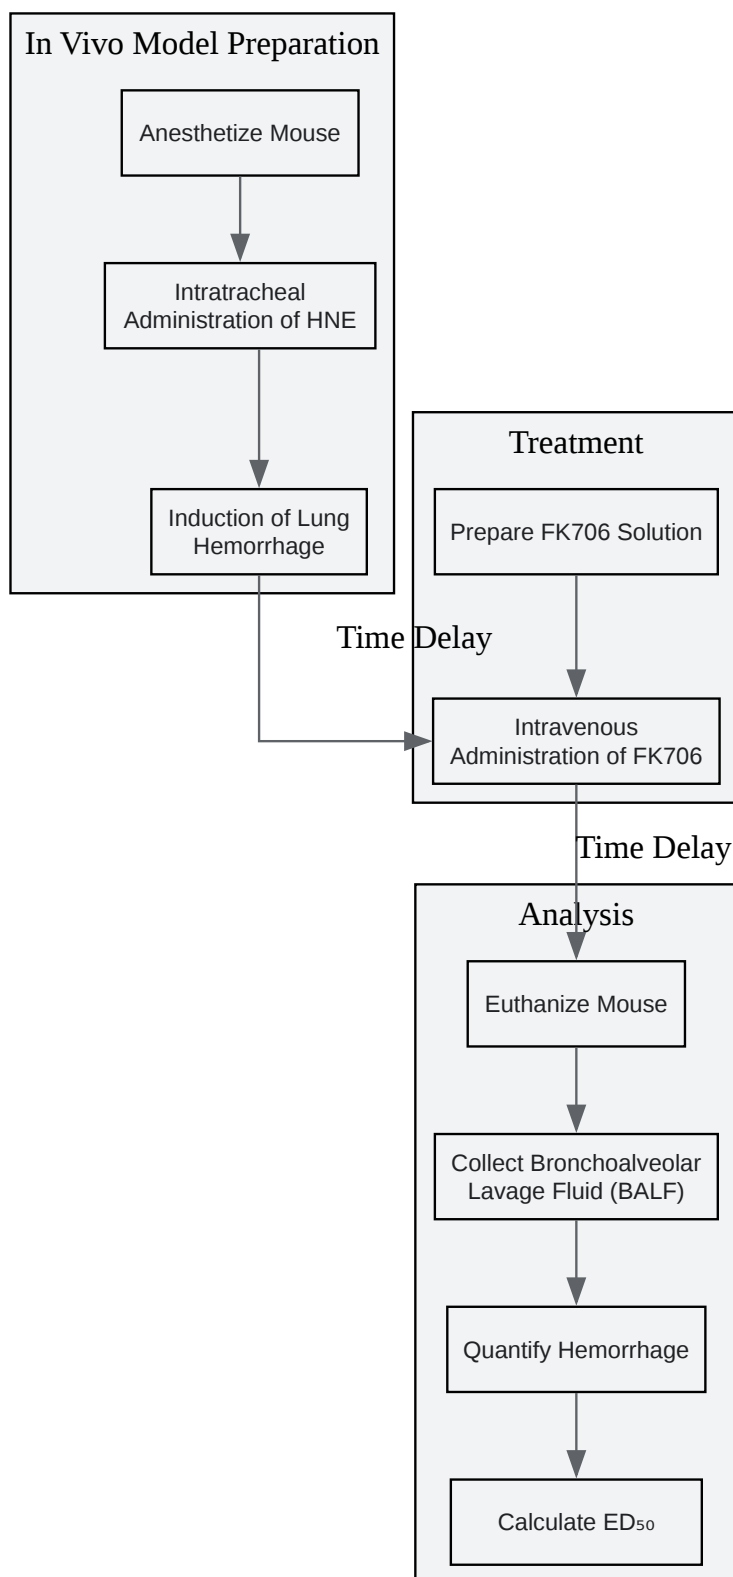 In Vivo Model Preparation
Anesthetize Mouse
Intratracheal
Administration of HNE
Induction of Lung
Hemorrhage
Treatment
Prepare FK706 Solution
Time Delay
Intravenous
Administration of FK706
Time Delay
Analysis
Euthanize Mouse
Collect Bronchoalveolar
Lavage Fluid (BALF)
Quantify Hemorrhage
Calculate ED₅₀